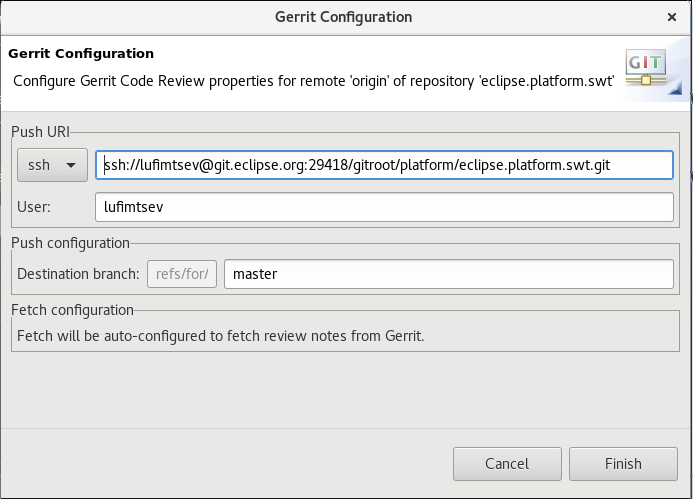 Gerrit Configuration
Gerrit Configuration
GIT
Configure Gerrit Code Review properties for remote 'origin' of repository 'eclipse.platform.swt'
Push URI
ssh ssh://lufimtsev@git.eclipse.org:29418/gitroot/platform/eclipse.platform.swt.git
User: lufimtsev
Push configuration
Destination branch: refs/for/ master
Fetch configuration
Fetch will be auto-configured to fetch review notes from Gerrit.
Cancel Finish